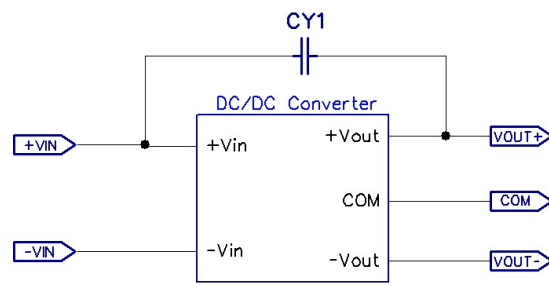 CY1
DC/DC Converter
+VIN
+Vin
+Vout
VOUT+
COM
COM
-VIN
-Vin
-Vout
VOUT-